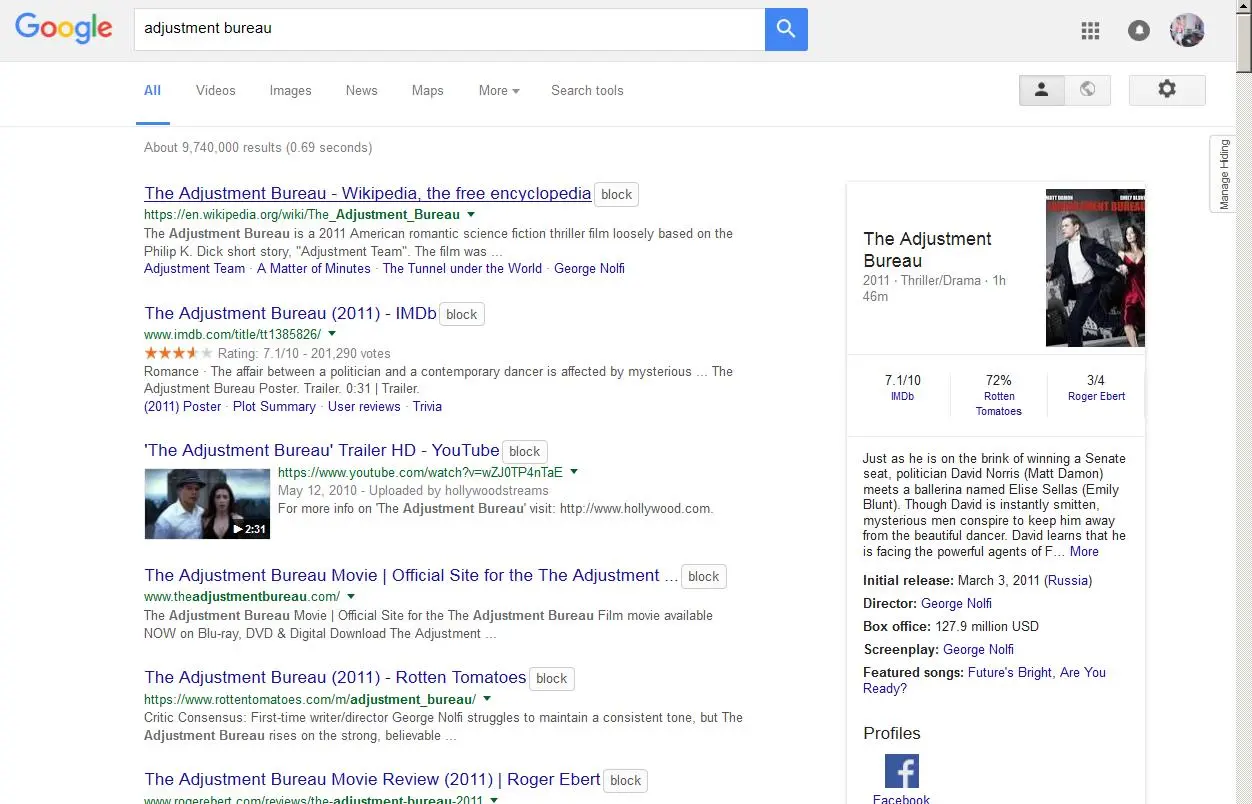 Google
adjustment bureau
All Videos Images News Maps More Search tools
About 9,740,000 results (0.69 seconds)
Manage Hiding
The Adjustment Bureau - Wikipedia, the free encyclopedia block
https://en.wikipedia.org/wiki/The_Adjustment_Bureau
The Adjustment Bureau is a 2011 American romantic science fiction thriller film loosely based on the
Philip K. Dick short story, "Adjustment Team". The film was ...
Adjustment Team · A Matter of Minutes · The Tunnel under the World · George Nolfi
The Adjustment Bureau (2011) - IMDb block
www.imdb.com/title/tt1385826/
Rating: 7.1/10 - 201,290 votes
Romance · The affair between a politician and a contemporary dancer is affected by mysterious ... The
Adjustment Bureau Poster. Trailer. 0:31 | Trailer.
(2011) Poster · Plot Summary · User reviews · Trivia
'The Adjustment Bureau' Trailer HD - YouTube block
https://www.youtube.com/watch?v=wZJ0TP4nTaE
May 12, 2010 - Uploaded by hollywoodstreams
For more info on 'The Adjustment Bureau' visit: http://www.hollywood.com.
2:31
The Adjustment Bureau Movie | Official Site for the The Adjustment ... block
www.theadjustmentbureau.com/
The Adjustment Bureau Movie | Official Site for the The Adjustment Bureau Film movie available
NOW on Blu-ray, DVD & Digital Download The Adjustment ...
The Adjustment Bureau (2011) - Rotten Tomatoes block
https://www.rottentomatoes.com/m/adjustment_bureau/
Critic Consensus: First-time writer/director George Nolfi struggles to maintain a consistent tone, but The
Adjustment Bureau rises on the strong, believable ...
The Adjustment Bureau Movie Review (2011) | Roger Ebert block
www.rogerebert.com/reviews/the-adjustment-bureau-2011
The Adjustment
Bureau
2011 · Thriller/Drama · 1h
46m
MATT DAMON EMILY BLUNT
ADJUSTMENT BUREAU
7.1/10 72% 3/4
IMDb Rotten Roger Ebert
Tomatoes
Just as he is on the brink of winning a Senate
seat, politician David Norris (Matt Damon)
meets a ballerina named Elise Sellas (Emily
Blunt). Though David is instantly smitten,
mysterious men conspire to keep him away
from the beautiful dancer. David learns that he
is facing the powerful agents of F... More
Initial release: March 3, 2011 (Russia)
Director: George Nolfi
Box office: 127.9 million USD
Screenplay: George Nolfi
Featured songs: Future's Bright, Are You
Ready?
Profiles
Facebook